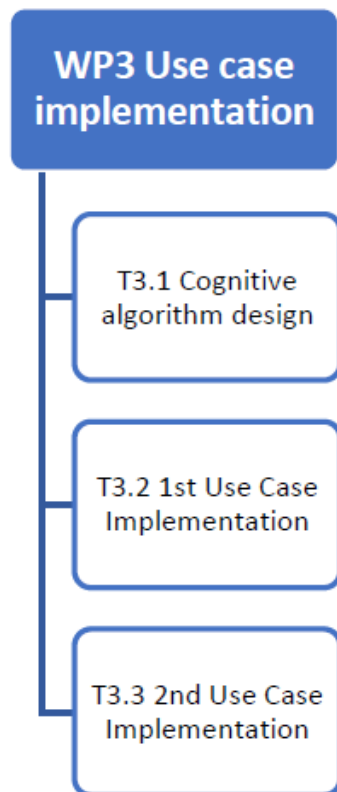 WP3 Use case
implementation
T3.1 Cognitive
algorithm design
T3.2 1st Use Case
Implementation
T3.3 2nd Use Case
Implementation